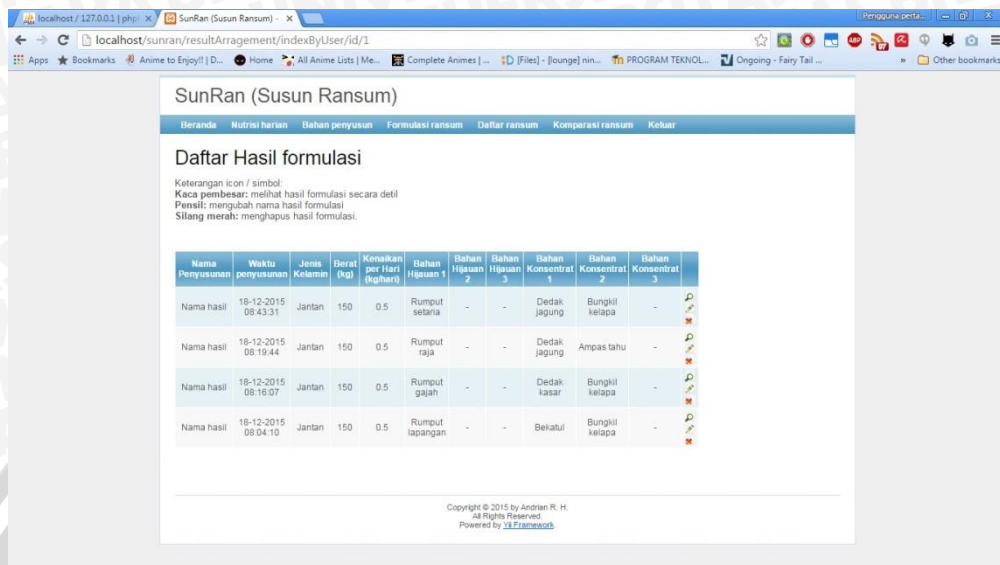 localhost / 127.0.0.1 | php
SunRan (Susun Ransum) -
Pengguna perta...
localhost/sunran/resultArragement/indexByUser/id/1
Apps Bookmarks Anime to Enjoy!! | D... Home All Anime Lists | Me... Complete Animes | ... [Files] - [lounge] nin... PROGRAM TEKNOL... Ongoing - Fairy Tail ... » Other bookmarks
SunRan (Susun Ransum)
Beranda Nutrisi harian Bahan penyusun Formulasi ransum Daftar ransum Komparasi ransum Keluar
Daftar Hasil formulasi
Keterangan icon / simbol:
Kaca pembesar: melihat hasil formulasi secara detil
Pensil: mengubah nama hasil formulasi
Silang merah: menghapus hasil formulasi.
Nama Penyusunan Waktu penyusunan Jenis Kelamin Berat (kg) Kenaikan per Hari (kg/hari) Bahan Hijauan 1 Bahan Hijauan 2 Bahan Hijauan 3 Bahan Konsentrat 1 Bahan Konsentrat 2 Bahan Konsentrat 3
Nama hasil 18-12-2015 08:43:31 Jantan 150 0.5 Rumput setaria - - Dedak jagung Bungkil kelapa -
Nama hasil 18-12-2015 08:19:44 Jantan 150 0.5 Rumput raja - - Dedak jagung Ampas tahu -
Nama hasil 18-12-2015 08:16:07 Jantan 150 0.5 Rumput gajah - - Dedak kasar Bungkil kelapa -
Nama hasil 18-12-2015 08:04:10 Jantan 150 0.5 Rumput lapangan - - Bekatul Bungkil kelapa -
Copyright © 2015 by Andrian R. H.
All Rights Reserved.
Powered by Yii Framework.